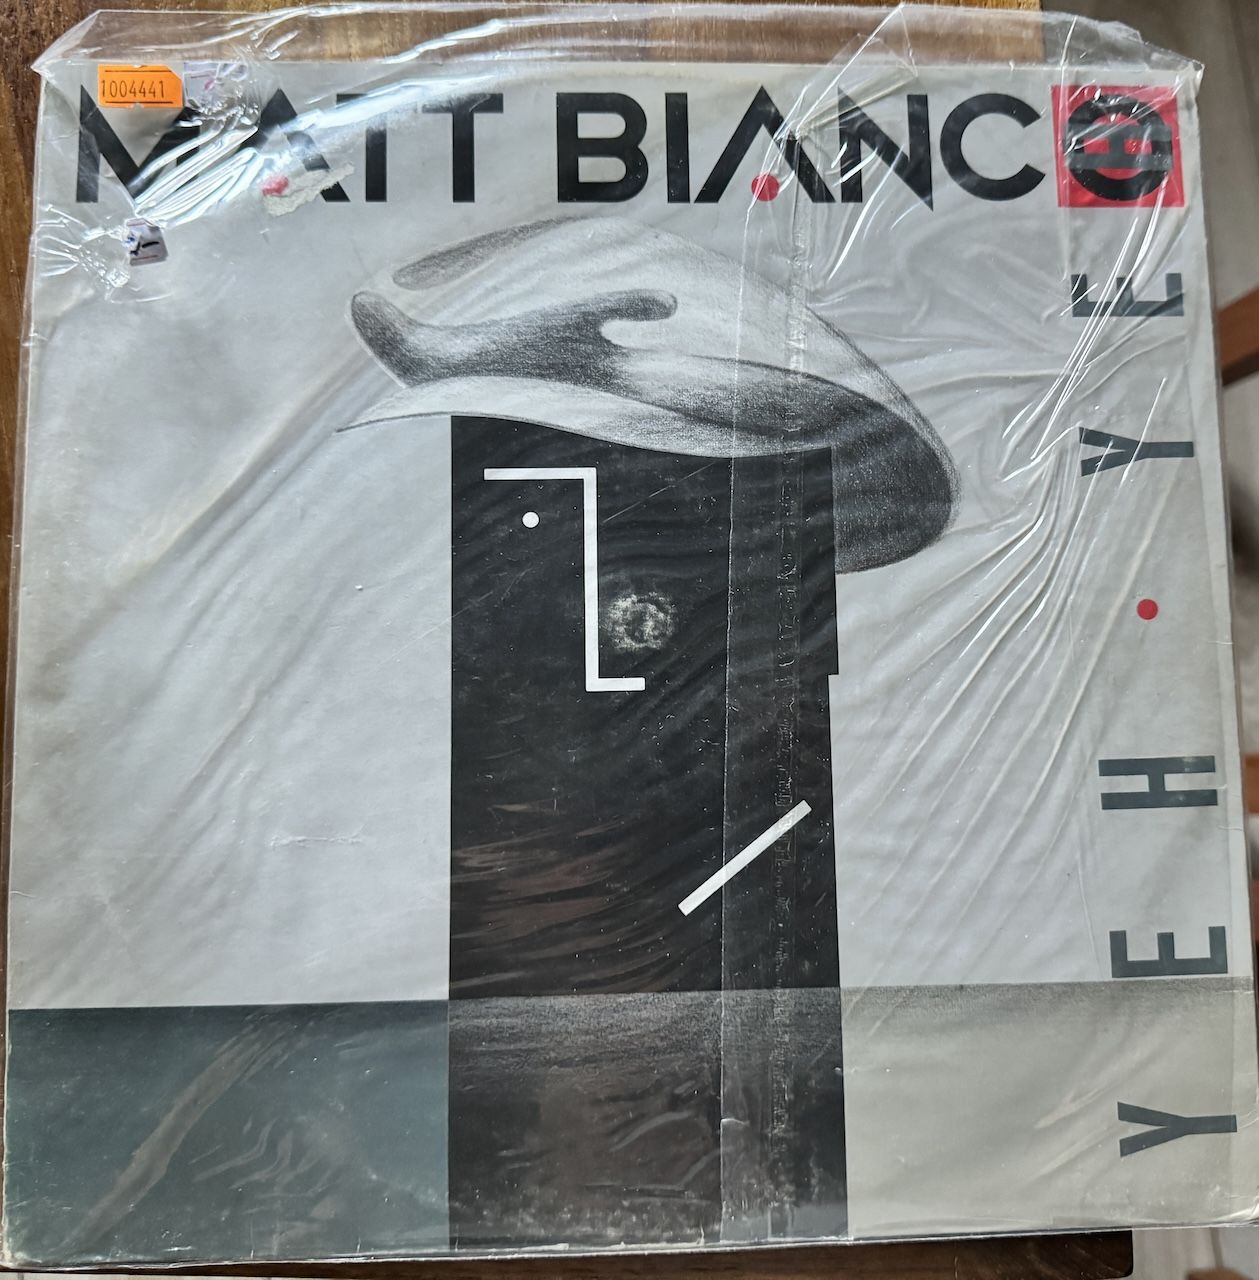 1004441
MATT BIANCO
YEH • YEH